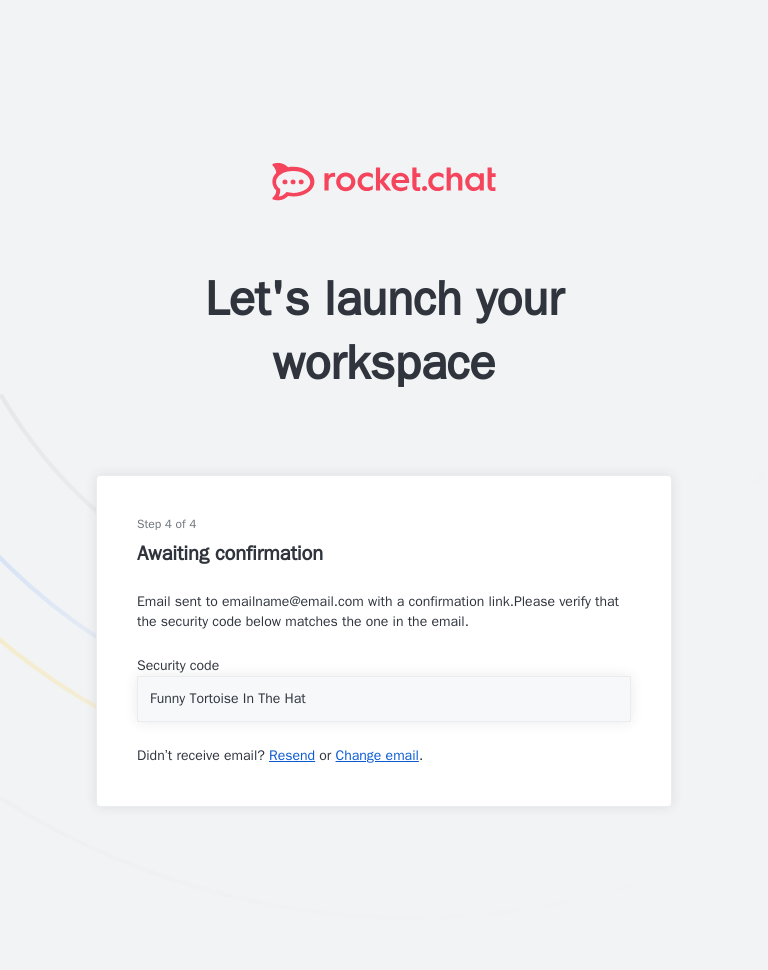 rocket.chat
Let's launch your
workspace
Step 4 of 4
Awaiting confirmation
Email sent to emailname@email.com with a confirmation link.Please verify that
the security code below matches the one in the email.
Security code
Funny Tortoise In The Hat
Didn’t receive email? Resend or Change email.